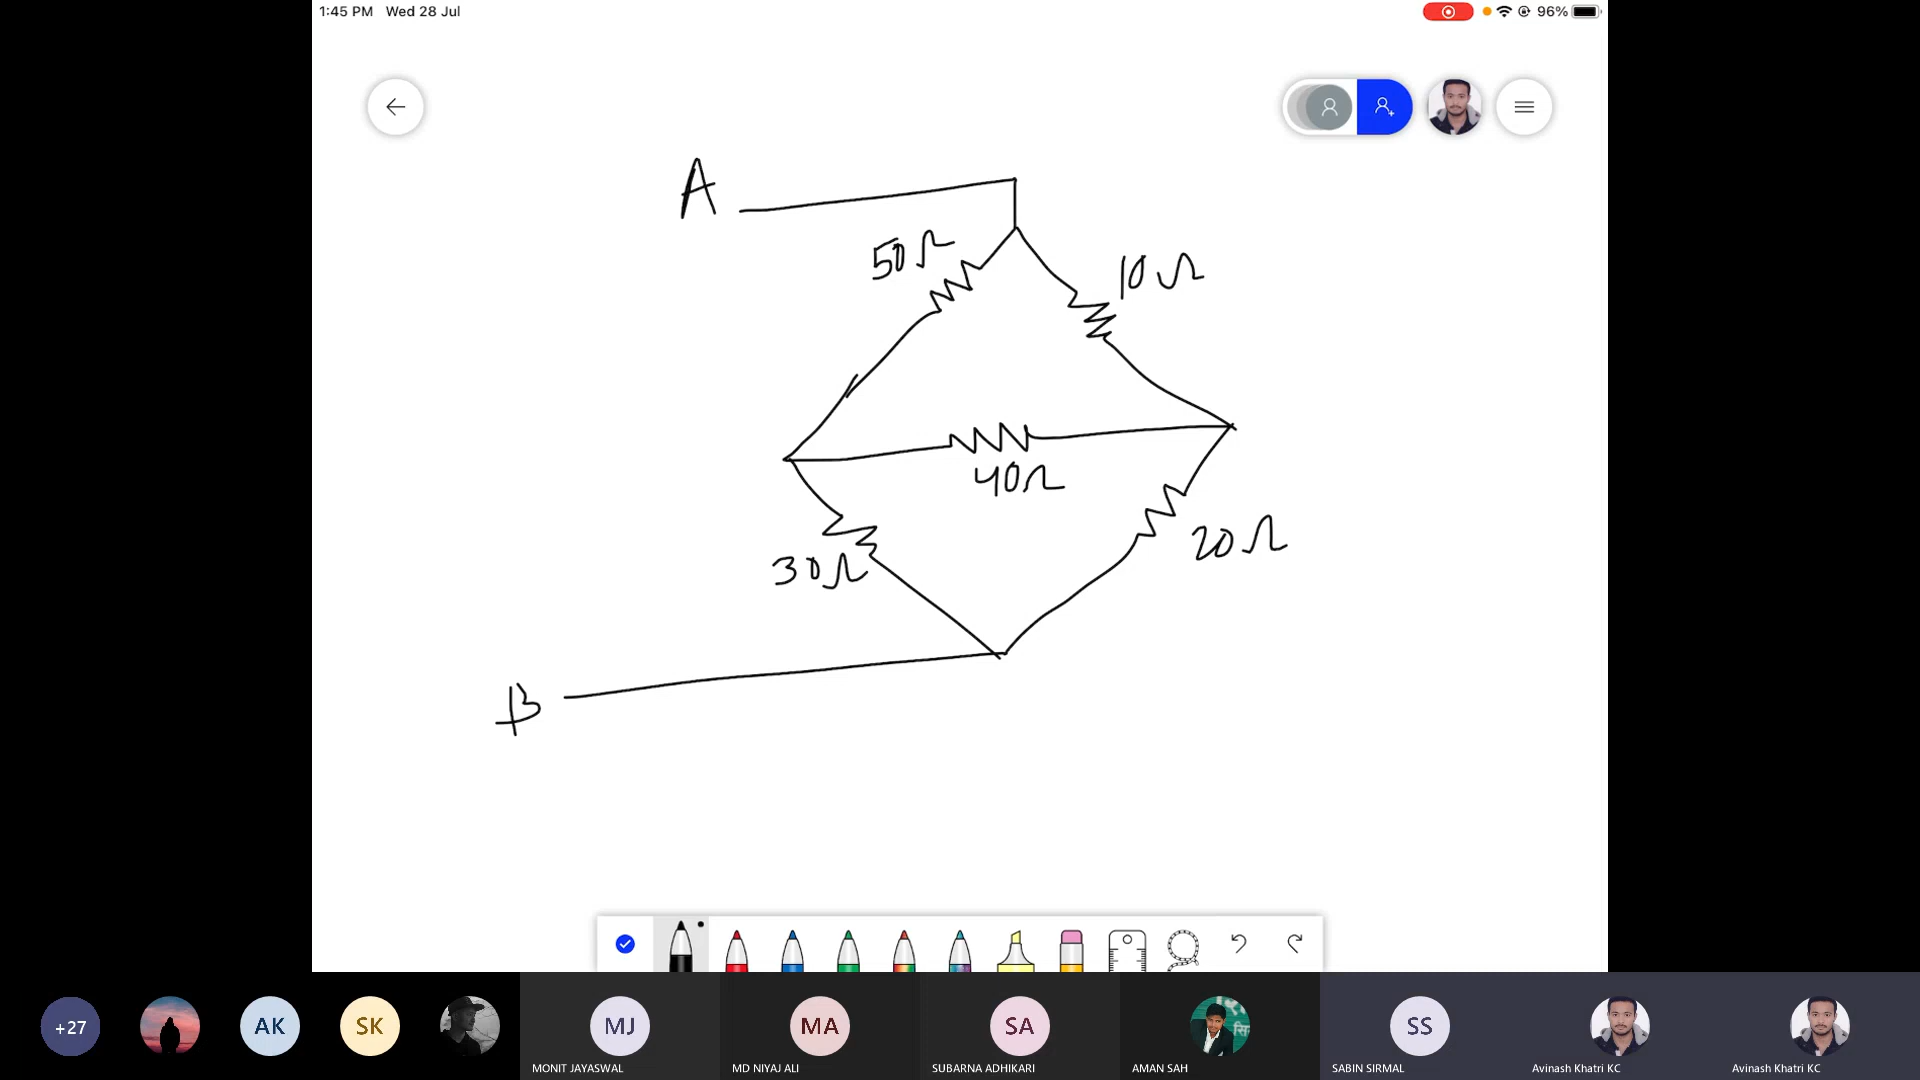 1:45 PM Wed 28 Jul
96%
A
50Ω
10Ω
40Ω
30Ω
20Ω
B
+27
AK
SK
MJ
MA
SA
SS
MONIT JAYASWAL
MD NIYAJ ALI
SUBARNA ADHIKARI
AMAN SAH
SABIN SIRMAL
Avinash Khatri KC
Avinash Khatri KC